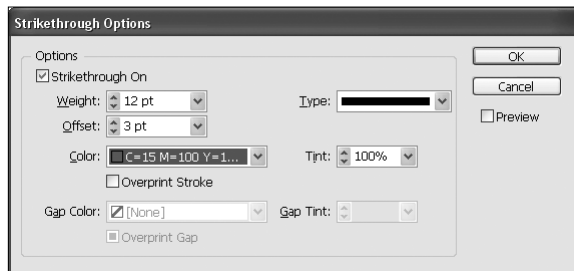 Strikethrough Options
Options
Strikethrough On
Weight: 12 pt Type:
Offset: 3 pt
Color: C=15 M=100 Y=1... Tint: 100%
Overprint Stroke
Gap Color: [None] Gap Tint:
Overprint Gap
OK
Cancel
Preview